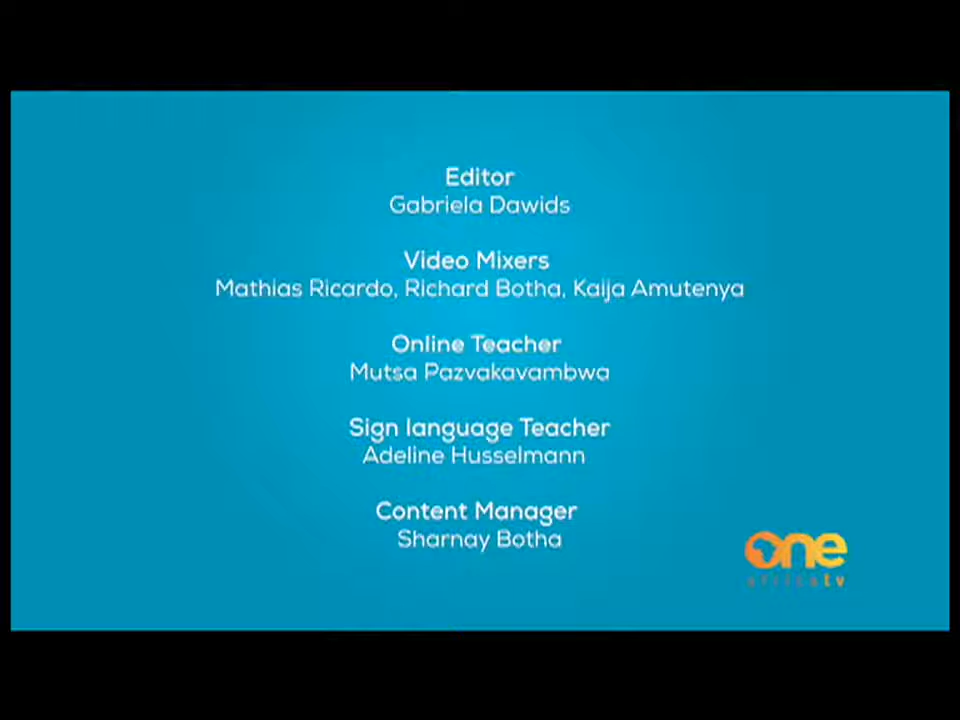 Editor
Gabriela Dawids
Video Mixers
Mathias Ricardo, Richard Botha, Kaija Amutenya
Online Teacher
Mutsa Pazvakavambwa
Sign language Teacher
Adeline Husselmann
Content Manager
Sharnay Botha
one
africa tv